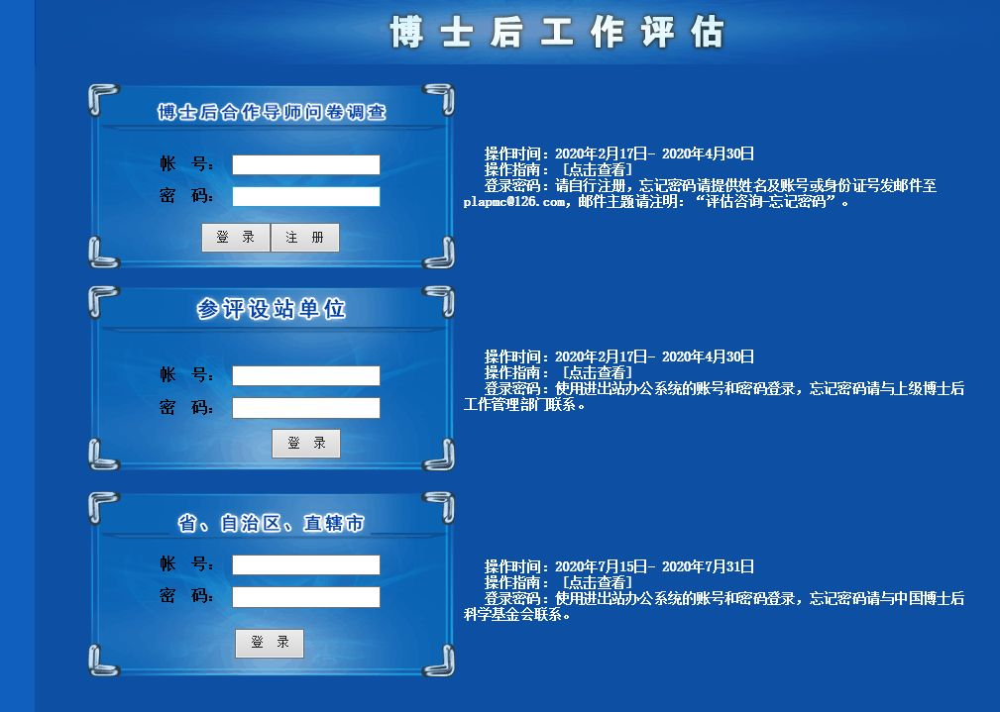 博士后工作评估
博士后合作导师问卷调查
帐 号：
密 码：
登 录
注 册
操作时间：2020年2月17日- 2020年4月30日
操作指南： [点击查看]
登录密码：请自行注册，忘记密码请提供姓名及账号或身份证号发邮件至
plapmc@126.com，邮件主题请注明：“评估咨询-忘记密码”。
参评设站单位
帐 号：
密 码：
登 录
操作时间：2020年2月17日- 2020年4月30日
操作指南： [点击查看]
登录密码：使用进出站办公系统的账号和密码登录，忘记密码请与上级博士后
工作管理部门联系。
省、自治区、直辖市
帐 号：
密 码：
登 录
操作时间：2020年7月15日- 2020年7月31日
操作指南： [点击查看]
登录密码：使用进出站办公系统的账号和密码登录，忘记密码请与中国博士后
科学基金会联系。